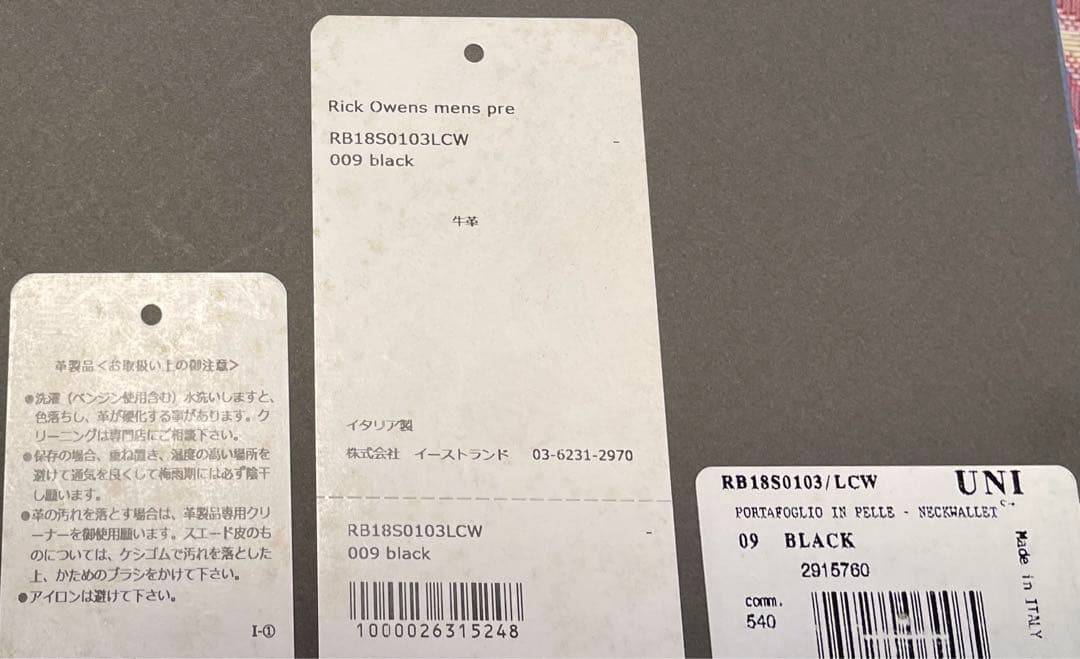 革製品＜お取扱い上の御注意＞
●洗濯（ベンジン使用含む）水洗いしますと、
色落ちし、革が硬化する事があります。ク
リーニングは専門店にご相談下さい。
●保存の場合、重ね置き、温度の高い場所を
避けて通気を良くして梅雨期には必ず陰干
し願います。
●革の汚れを落とす場合は、革製品専用クリ
ーナーを御使用願います。スエード皮のも
のについては、ケシゴムで汚れを落とした
上、かためのブラシをかけて下さい。
●アイロンは避けて下さい。
I-①
Rick Owens mens pre
RB18S0103LCW -
009 black
牛革
イタリア製
株式会社 イーストランド 03-6231-2970
RB18S0103LCW -
009 black
1000026315248
RB18S0103/LCW UNI
PORTAFOGLIO IN PELLE - NECKWALLET
09 BLACK
2915760
comm.
540
Made in ITALY